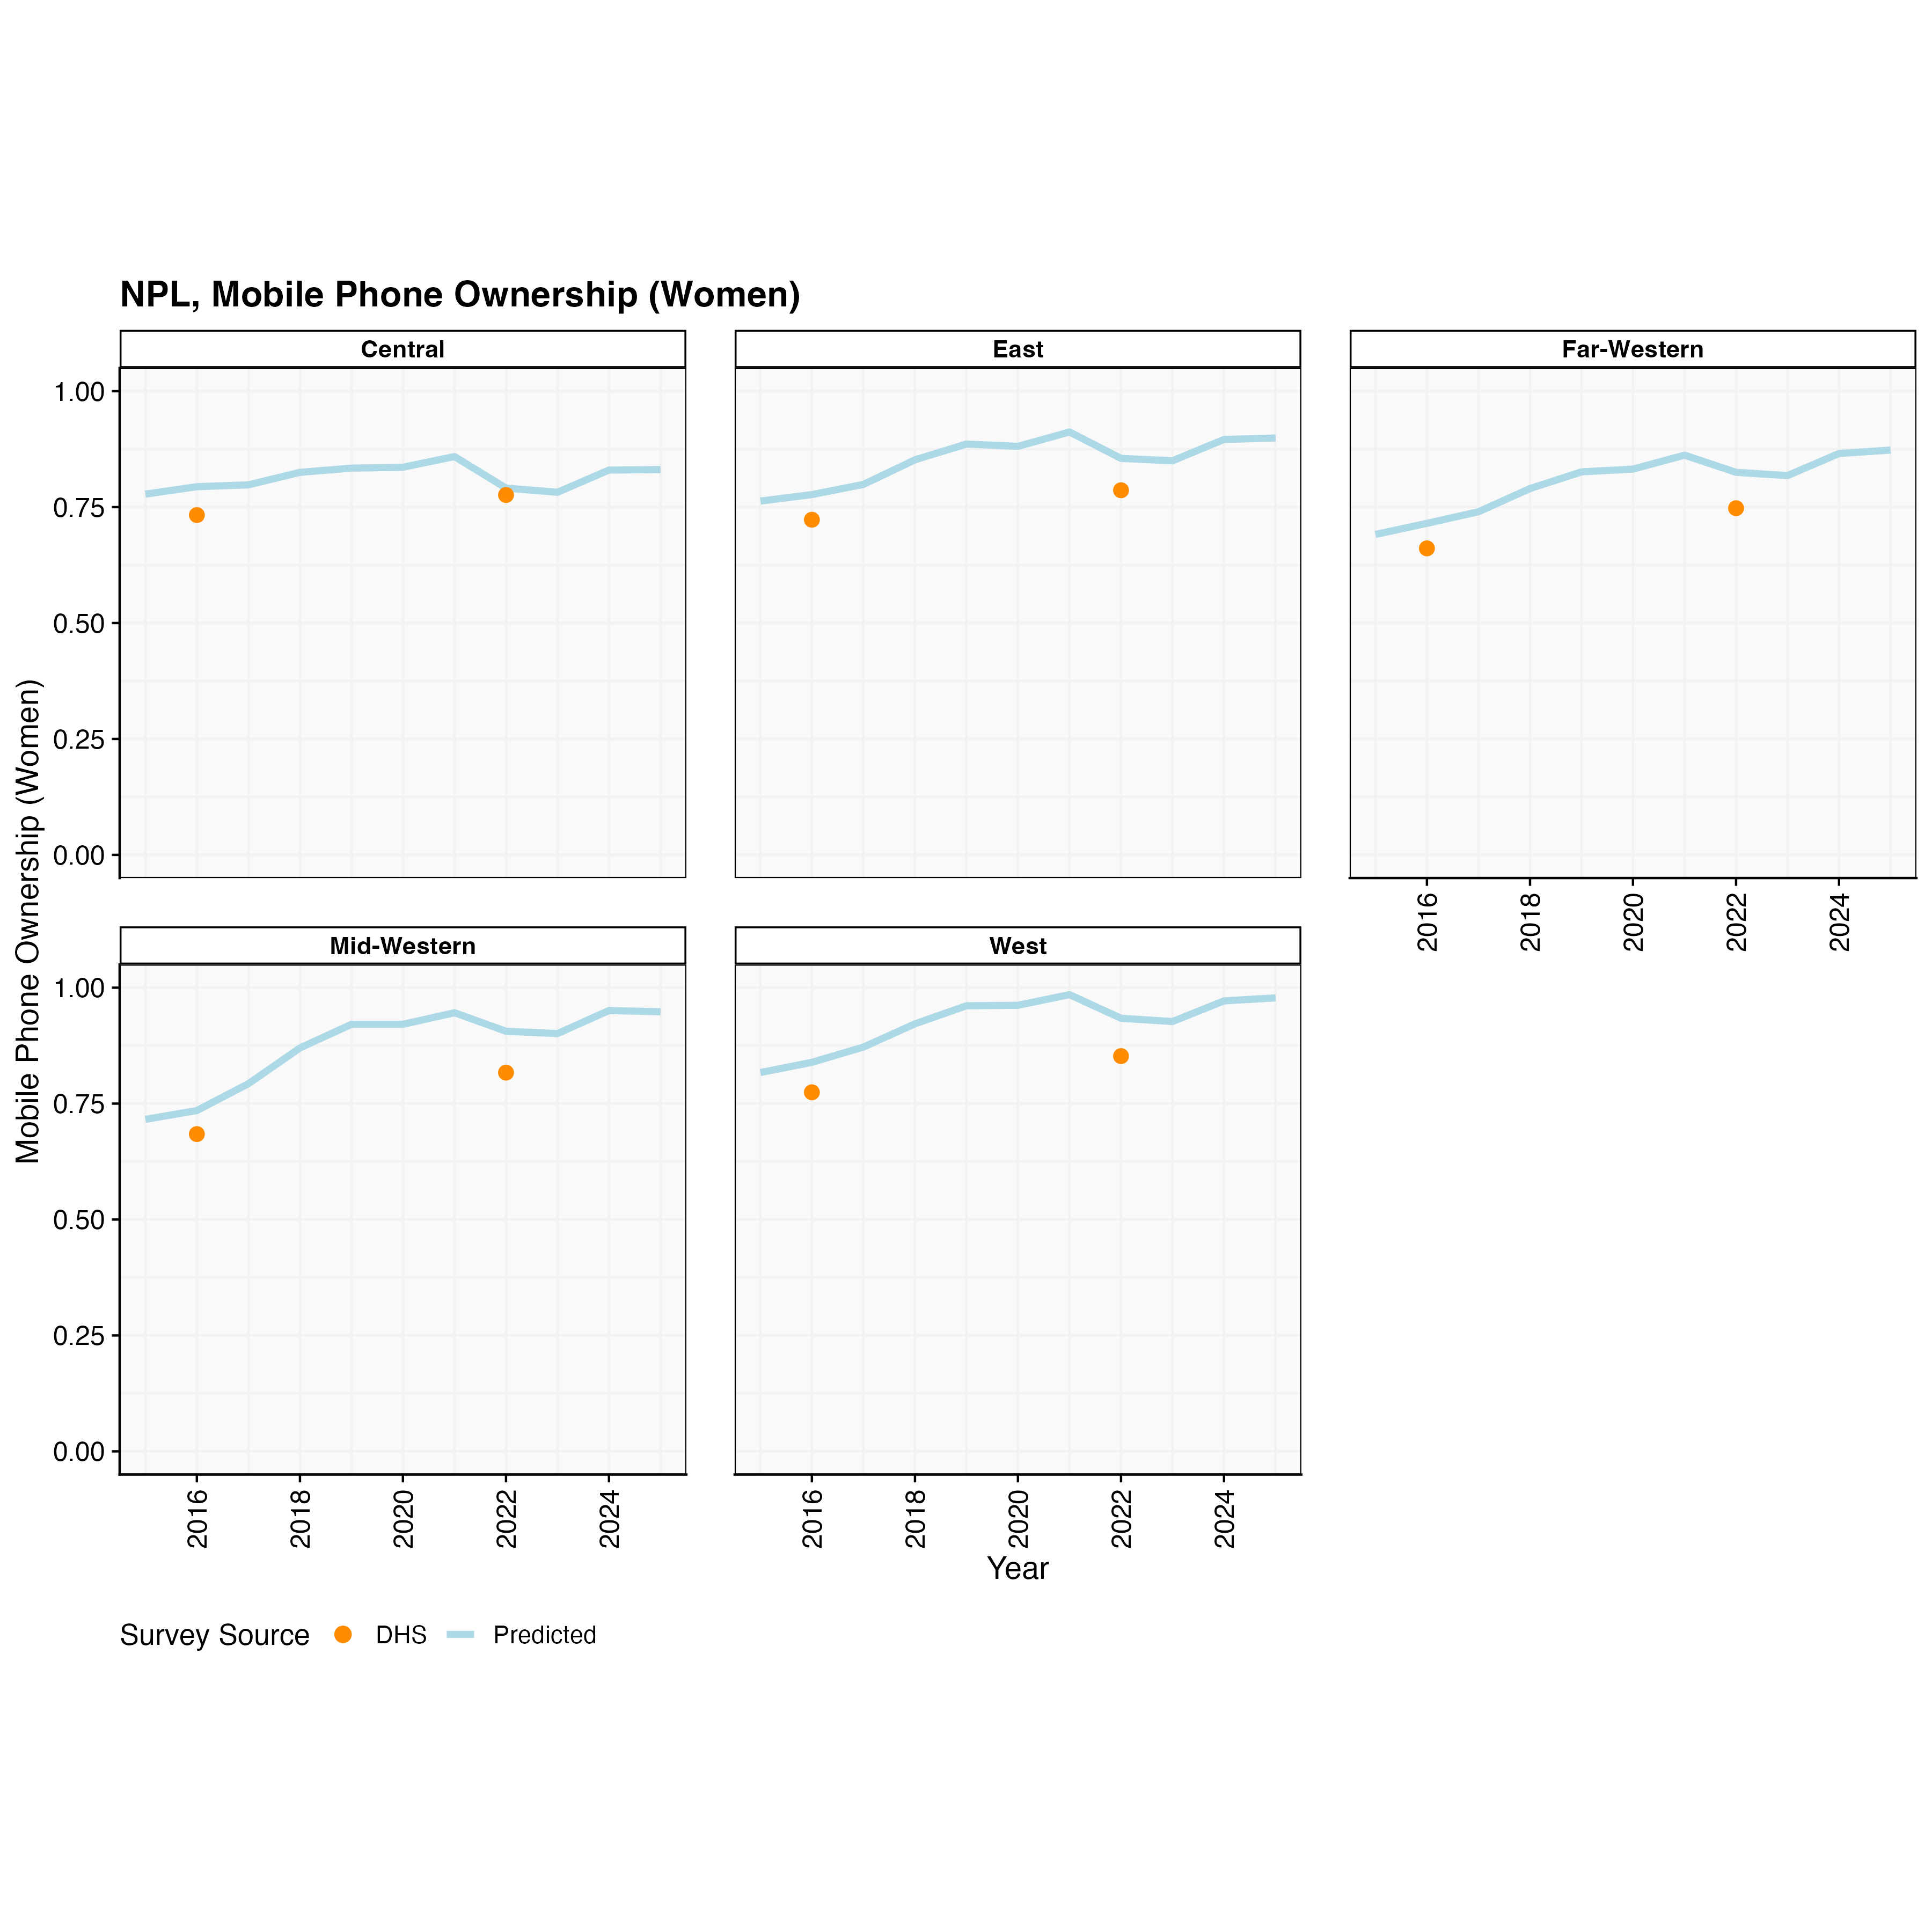 NPL, Mobile Phone Ownership (Women)
Central
East
Far-Western
1.00
0.75
0.50
0.25
0.00
2016
2018
2020
2022
2024
Mobile Phone Ownership (Women)
Mid-Western
West
1.00
0.75
0.50
0.25
0.00
2016
2018
2020
2022
2024
2016
2018
2020
2022
2024
Year
Survey Source
DHS
Predicted